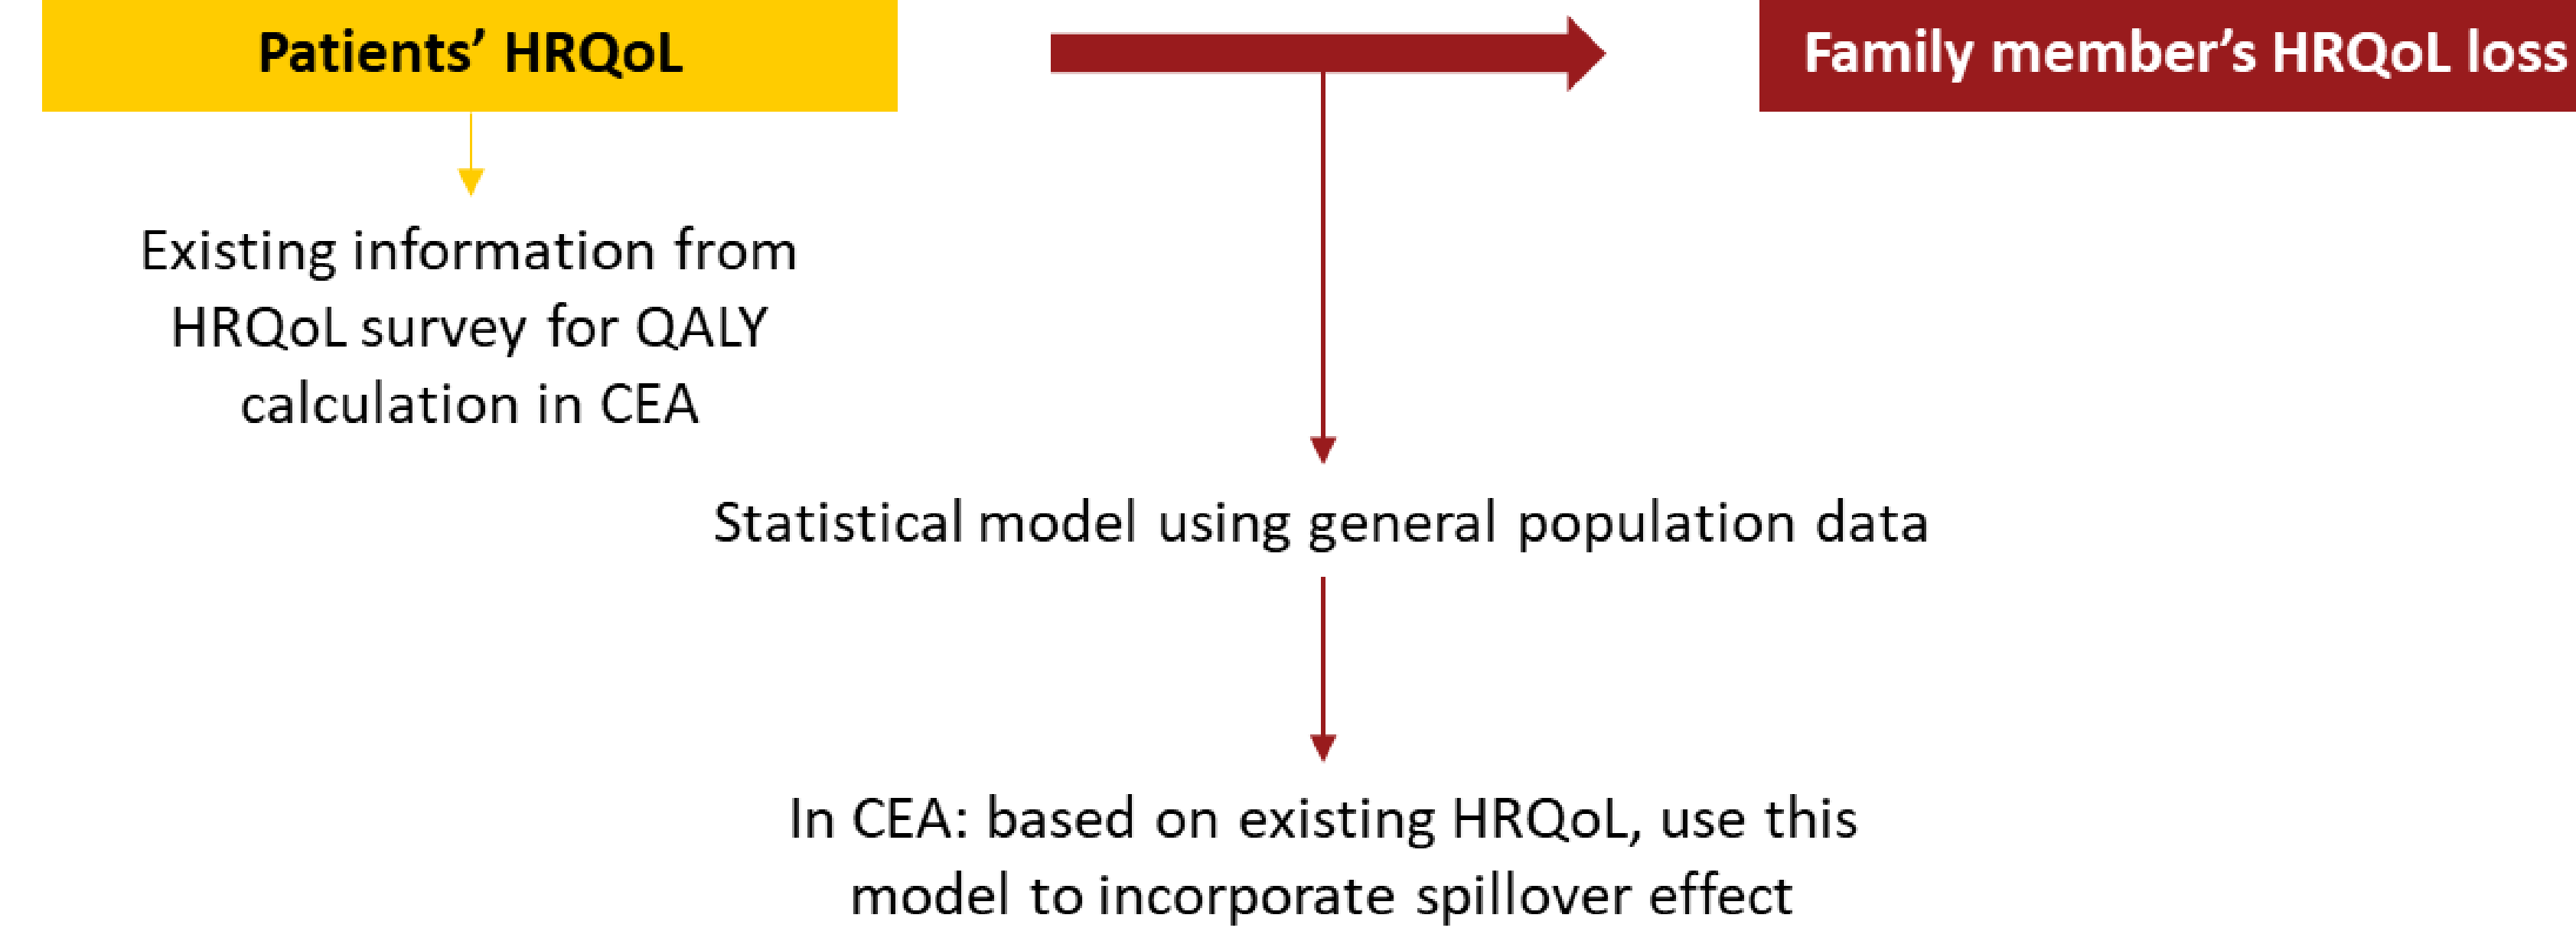 Patients’ HRQoL
Family member’s HRQoL loss
Existing information from
HRQoL survey for QALY
calculation in CEA
Statistical model using general population data
In CEA: based on existing HRQoL, use this
model to incorporate spillover effect